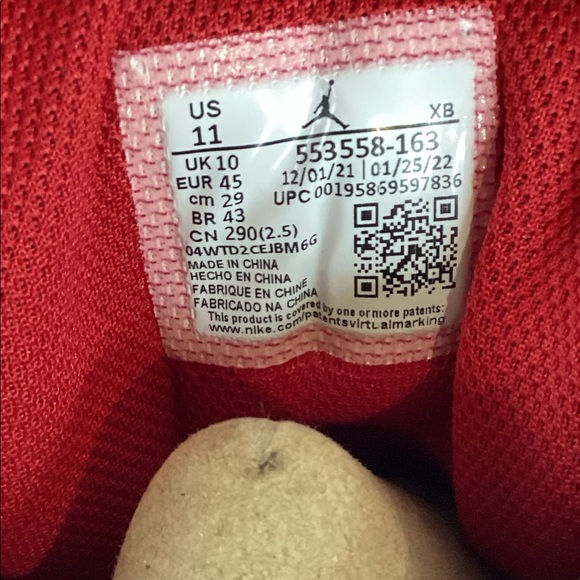 US
11
XB
UK 10
EUR 45
cm 29
BR 43
CN 290(2.5)
553558-163
12/01/21 | 01/25/22
UPC 00195869597836
04WTD2CEJBM6G
MADE IN CHINA
HECHO EN CHINA
FABRIQUE EN CHINE
FABRICADO NA CHINA
This product is covered by one or more patents:
www.nike.com/patentsvirtualmarking